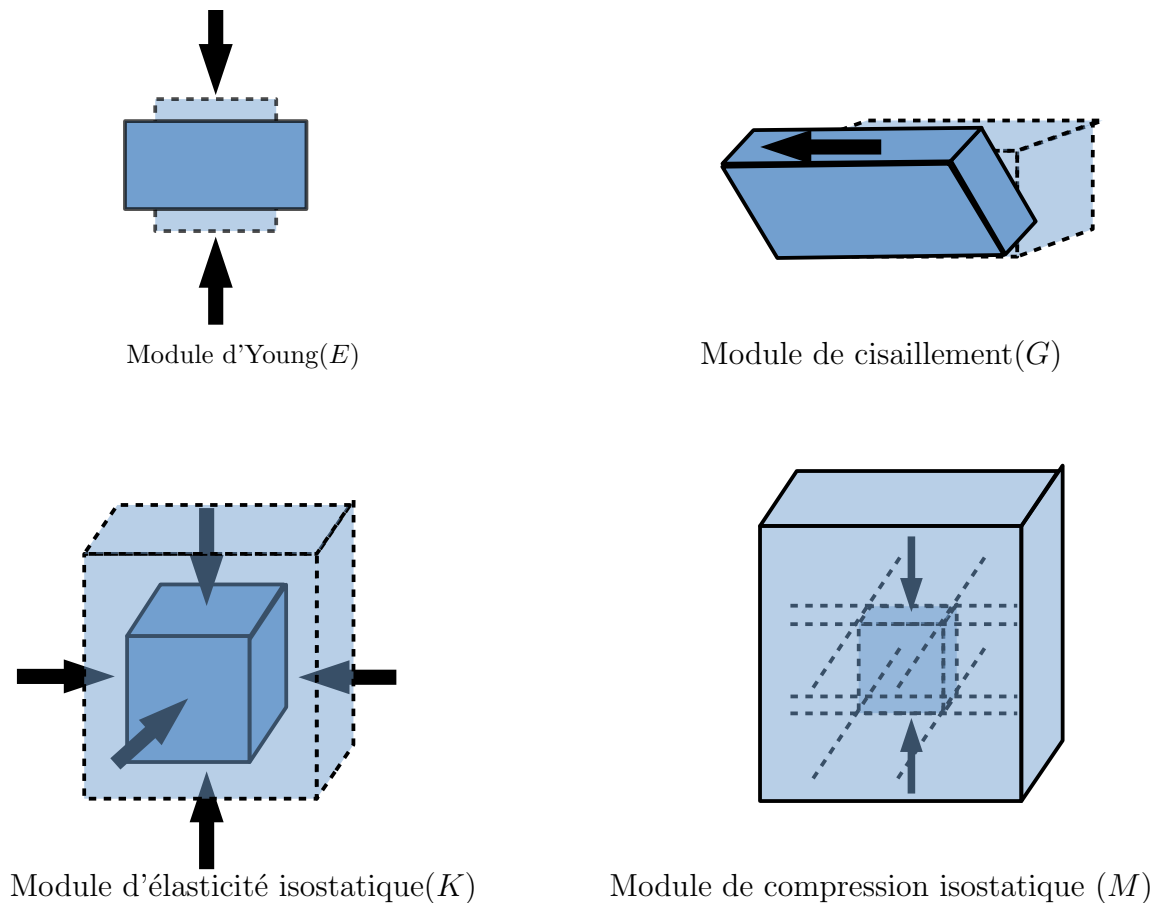 Module d'Young(E)
Module de cisaillement(G)
Module d'élasticité isostatique(K)
Module de compression isostatique (M)